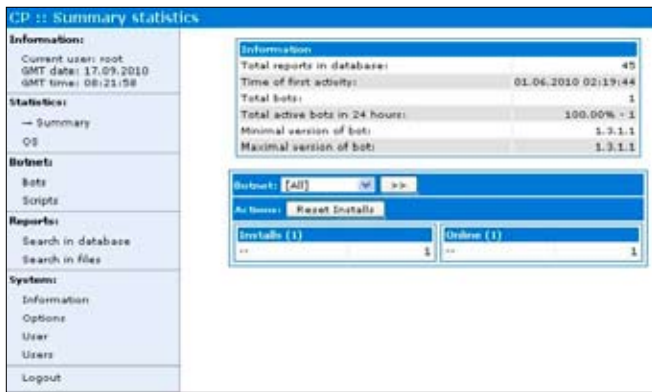 CP :: Summary statistics
Information:
Current user: root
GMT date: 17.09.2010
GMT time: 08:21:58
Statistics:
→ Summary
OS
Botnet:
Bots
Scripts
Reports:
Search in database
Search in files
System:
Information
Options
User
Users
Logout
Information
Total reports in database: 45
Time of first activity: 01.06.2010 02:19:44
Total bots: 1
Total active bots in 24 hours: 100.00% - 1
Minimal version of bot: 1.3.1.1
Maximal version of bot: 1.3.1.1
Botnet: [All] >>
Actions: Reset Installs
Installs (1) Online (1)
-- 1 -- 1